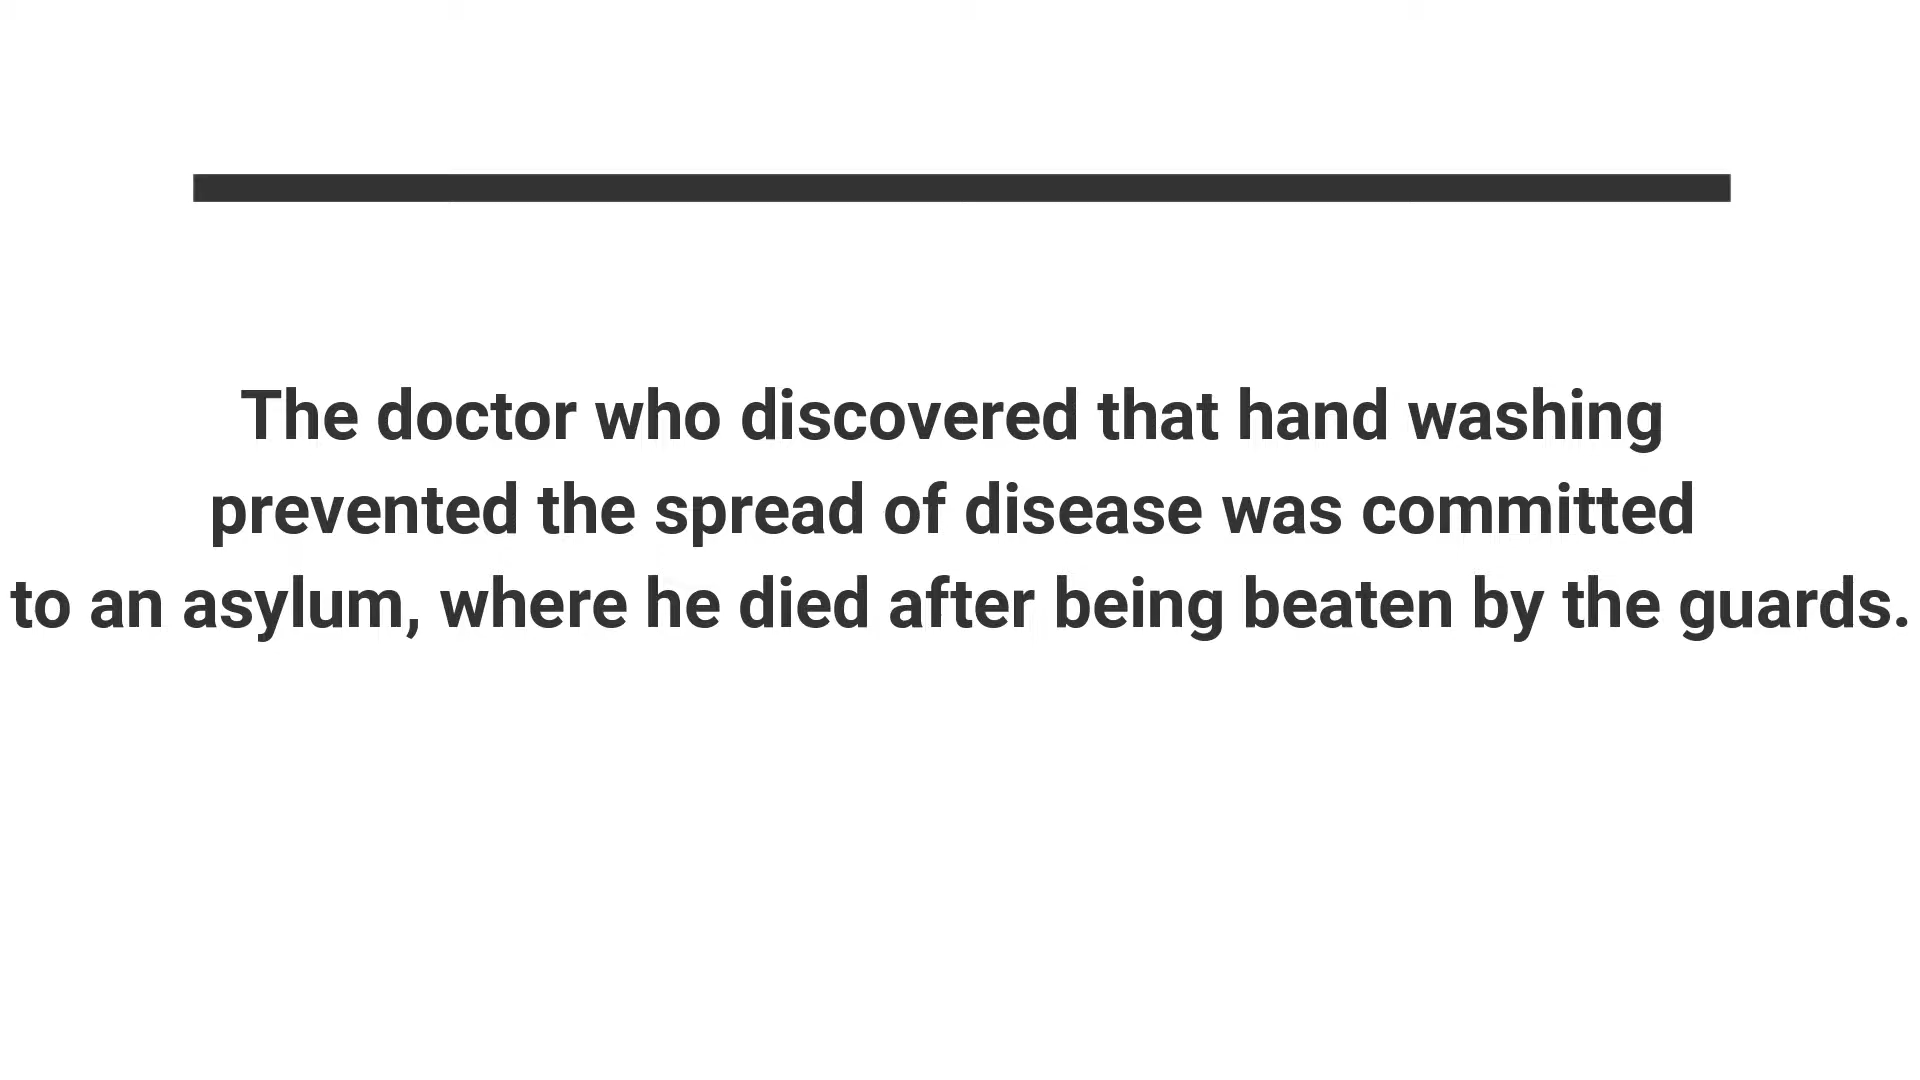 The doctor who discovered that hand washing
prevented the spread of disease was committed
to an asylum, where he died after being beaten by the guards.